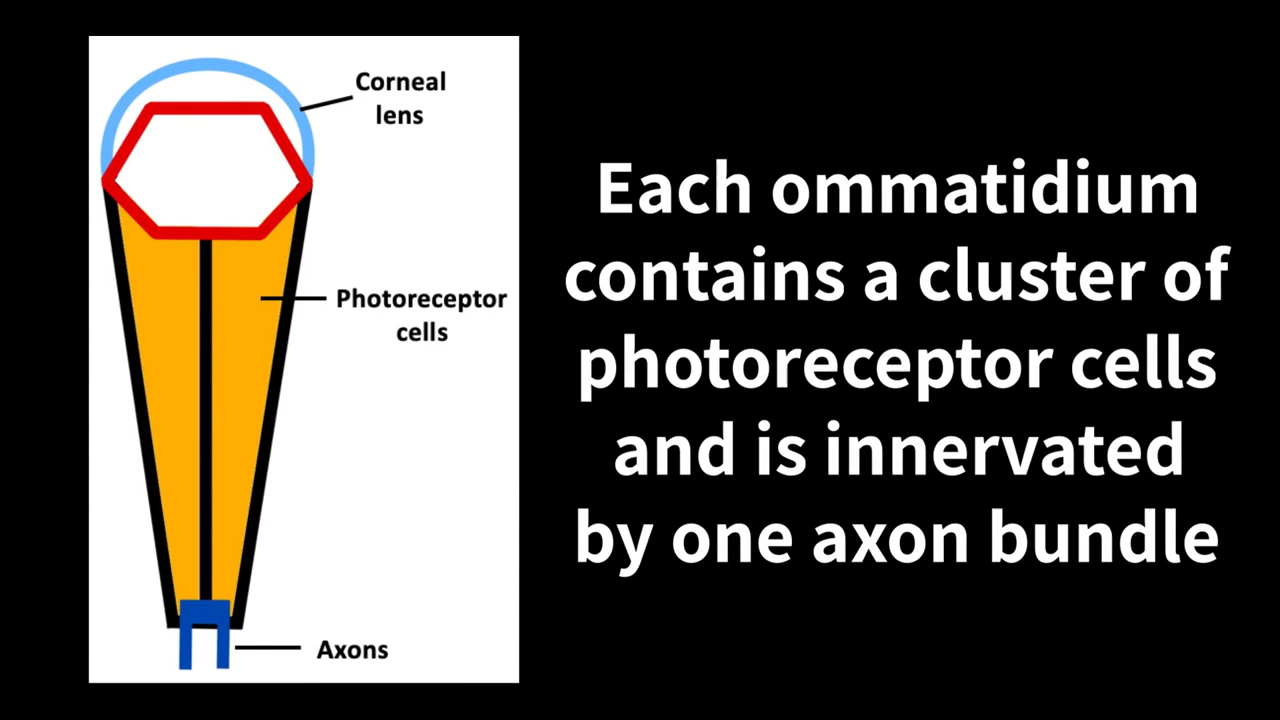 Corneal
lens
Photoreceptor
cells
Axons
Each ommatidium
contains a cluster of
photoreceptor cells
and is innervated
by one axon bundle